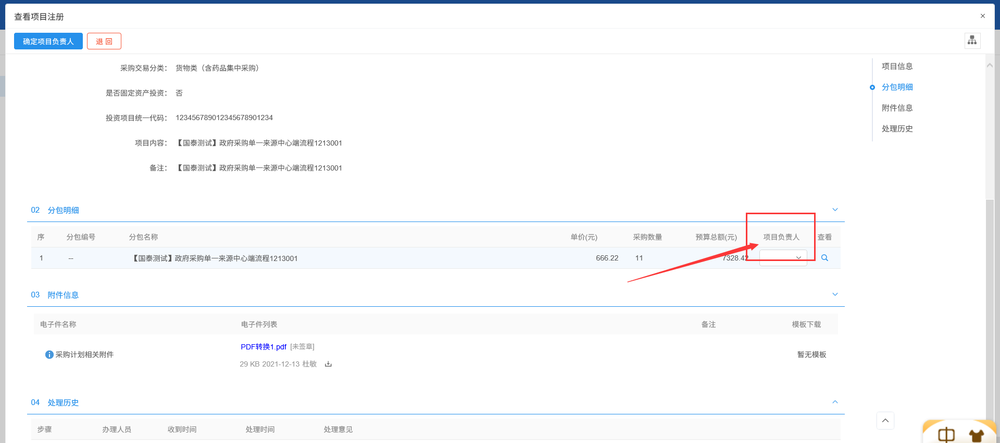 查看项目注册
×
确定项目负责人 退 回
采购交易分类： 货物类（含药品集中采购）
是否固定资产投资： 否
投资项目统一代码： 123456789012345678901234
项目内容： 【国泰测试】政府采购单一来源中心端流程1213001
备注： 【国泰测试】政府采购单一来源中心端流程1213001
项目信息
分包明细
附件信息
处理历史
02 分包明细
序 分包编号 分包名称 单价(元) 采购数量 预算总额(元) 项目负责人 查看
1 -- 【国泰测试】政府采购单一来源中心端流程1213001 666.22 11 7328.42
03 附件信息
电子件名称 电子件列表 备注 模板下载
采购计划相关附件 PDF转换1.pdf [未签章] 暂无模板
29 KB 2021-12-13 杜敏
04 处理历史
步骤 办理人员 收到时间 处理时间 处理意见
中